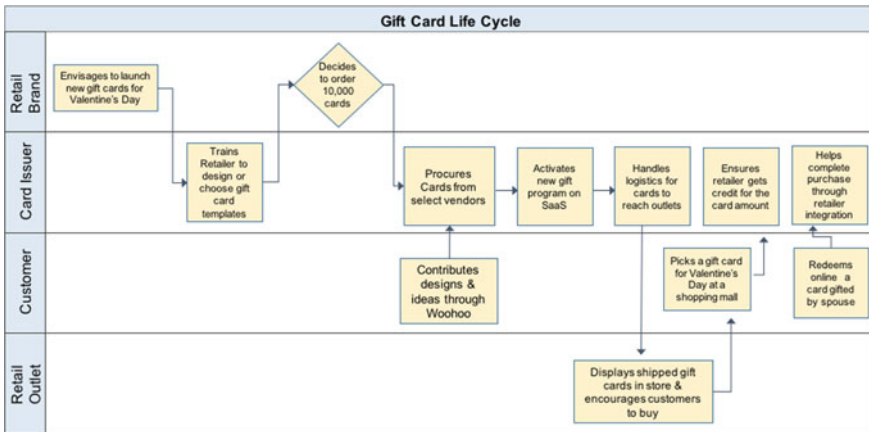 Gift Card Life Cycle
Retail
Brand
Envisages to launch
new gift cards for
Valentine's Day
Decides
to order
10,000
cards
Card Issuer
Trains
Retailer to
design or
choose gift
card
templates
Procures
Cards from
select vendors
Activates
new gift
program on
SaaS
Handles
logistics for
cards to
reach outlets
Ensures
retailer gets
credit for the
card amount
Helps
complete
purchase
through
retailer
integration
Customer
Contributes
designs &
ideas through
Woohoo
Picks a gift card
for Valentine's
Day at a
shopping mall
Redeems
online a
card gifted
by spouse
Retail
Outlet
Displays shipped gift
cards in store &
encourages customers
to buy